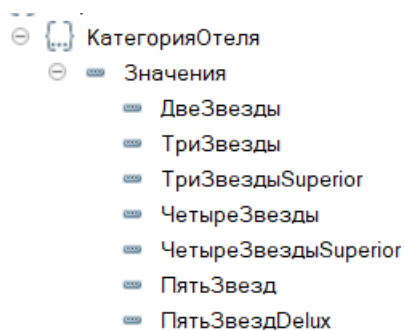 КатегорияОтеля
Значения
ДвеЗвезды
ТриЗвезды
ТриЗвездыSuperior
ЧетыреЗвезды
ЧетыреЗвездыSuperior
ПятьЗвезд
ПятьЗвездDelux